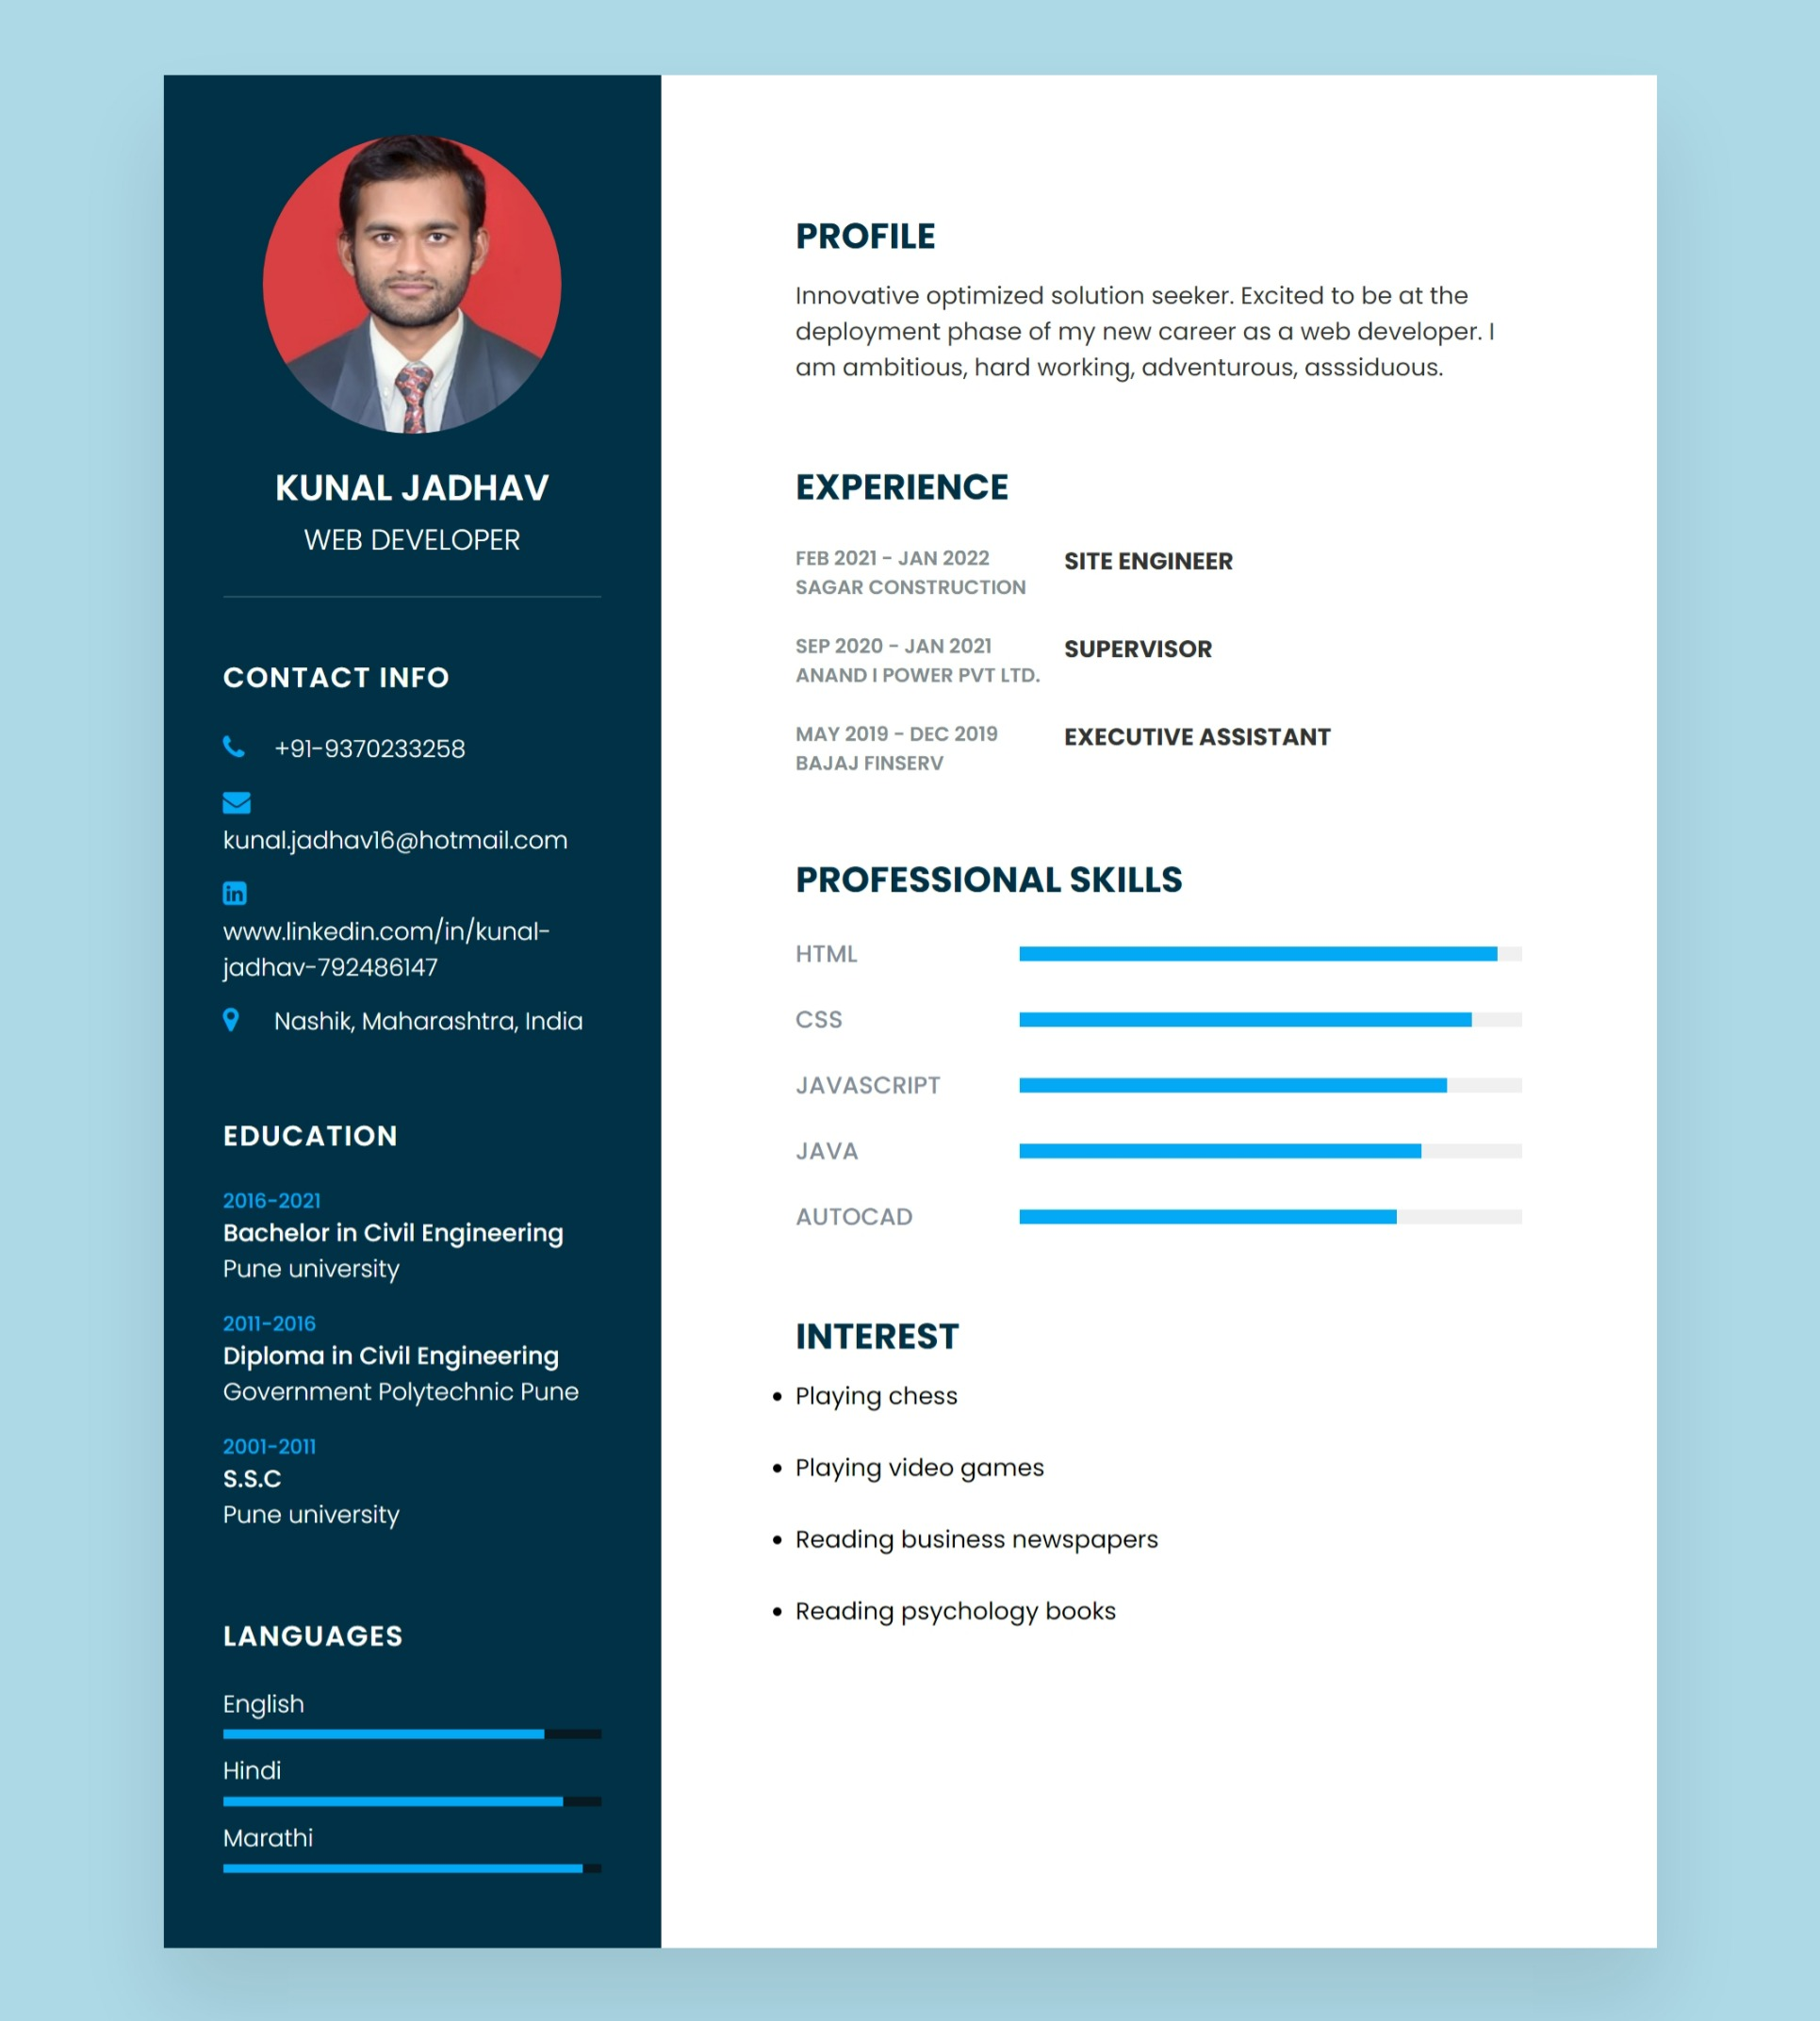 KUNAL JADHAV
WEB DEVELOPER
CONTACT INFO
+91-9370233258
kunal.jadhav16@hotmail.com
in
www.linkedin.com/in/kunal-
jadhav-792486147
Nashik, Maharashtra, India
EDUCATION
2016-2021
Bachelor in Civil Engineering
Pune university
2011-2016
Diploma in Civil Engineering
Government Polytechnic Pune
2001-2011
S.S.C
Pune university
LANGUAGES
English
Hindi
Marathi
PROFILE
Innovative optimized solution seeker. Excited to be at the
deployment phase of my new career as a web developer. I
am ambitious, hard working, adventurous, asssiduous.
EXPERIENCE
FEB 2021 - JAN 2022 SITE ENGINEER
SAGAR CONSTRUCTION
SEP 2020 - JAN 2021 SUPERVISOR
ANAND I POWER PVT LTD.
MAY 2019 - DEC 2019 EXECUTIVE ASSISTANT
BAJAJ FINSERV
PROFESSIONAL SKILLS
HTML
CSS
JAVASCRIPT
JAVA
AUTOCAD
INTEREST
• Playing chess
• Playing video games
• Reading business newspapers
• Reading psychology books